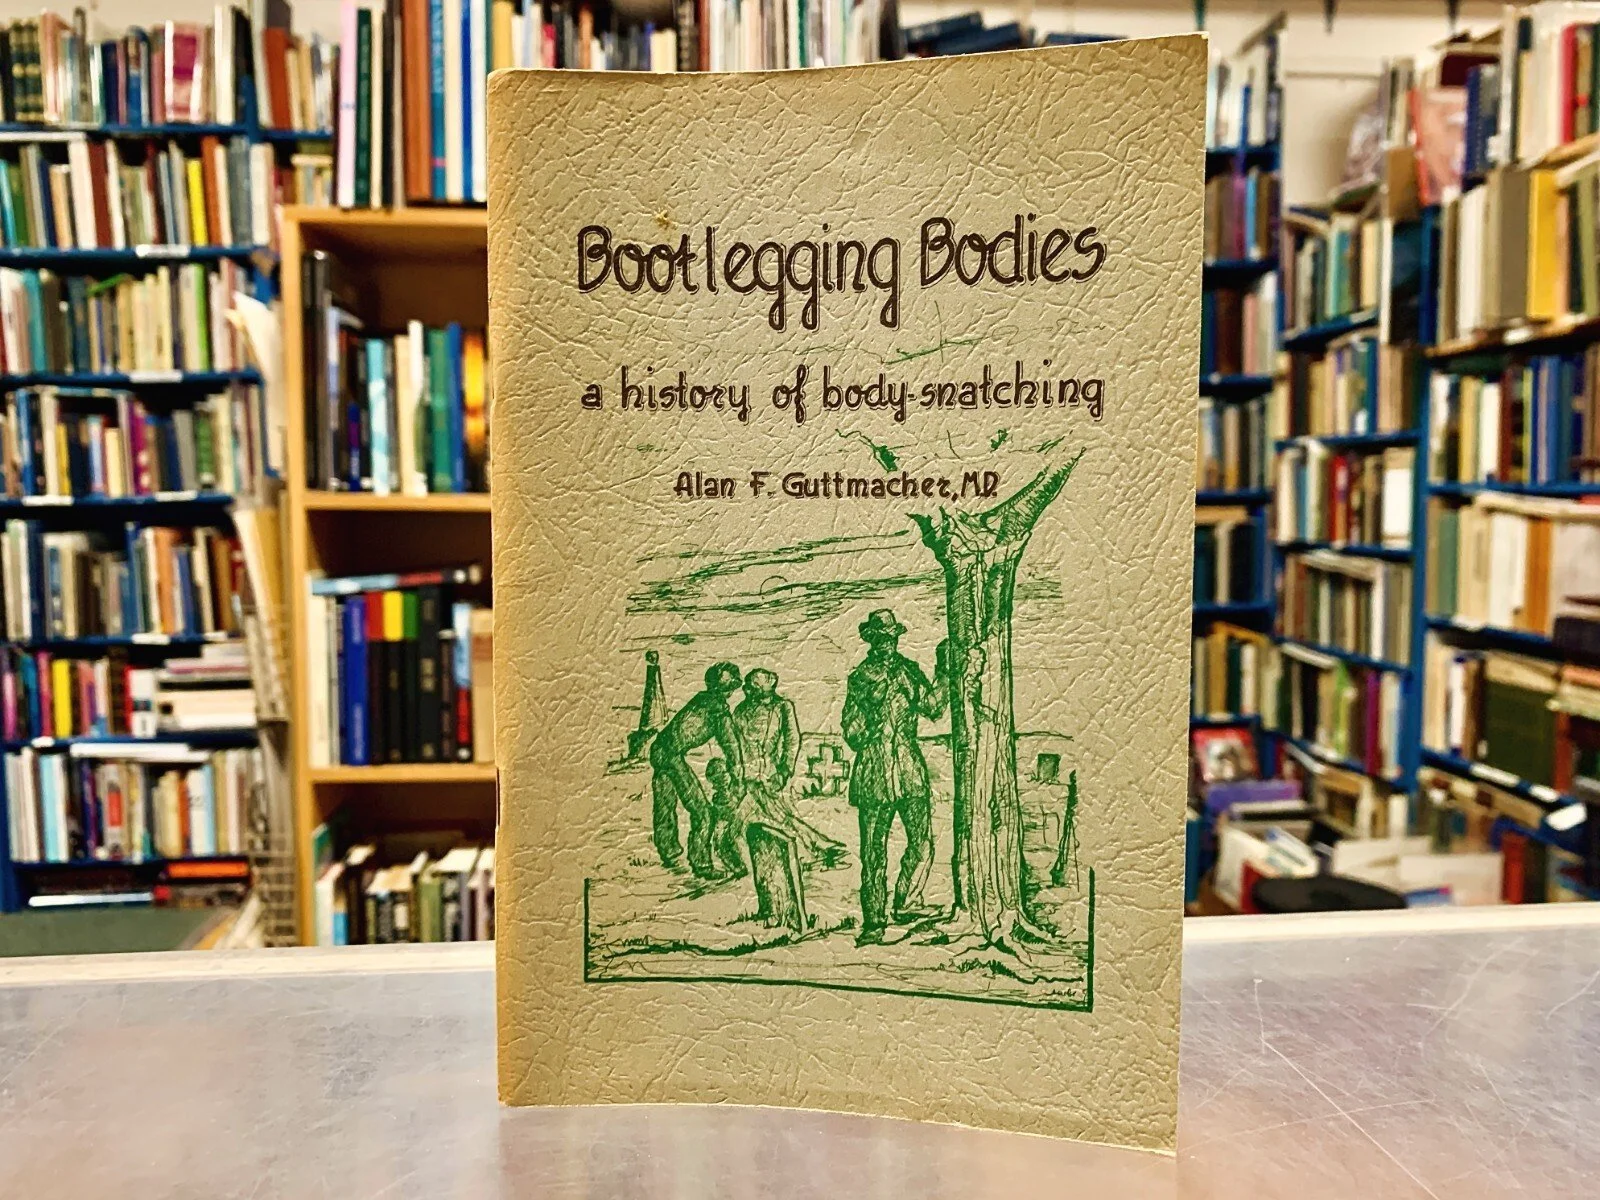 Bootlegging Bodies
a history of body-snatching
Alan F. Guttmacher, M.D.